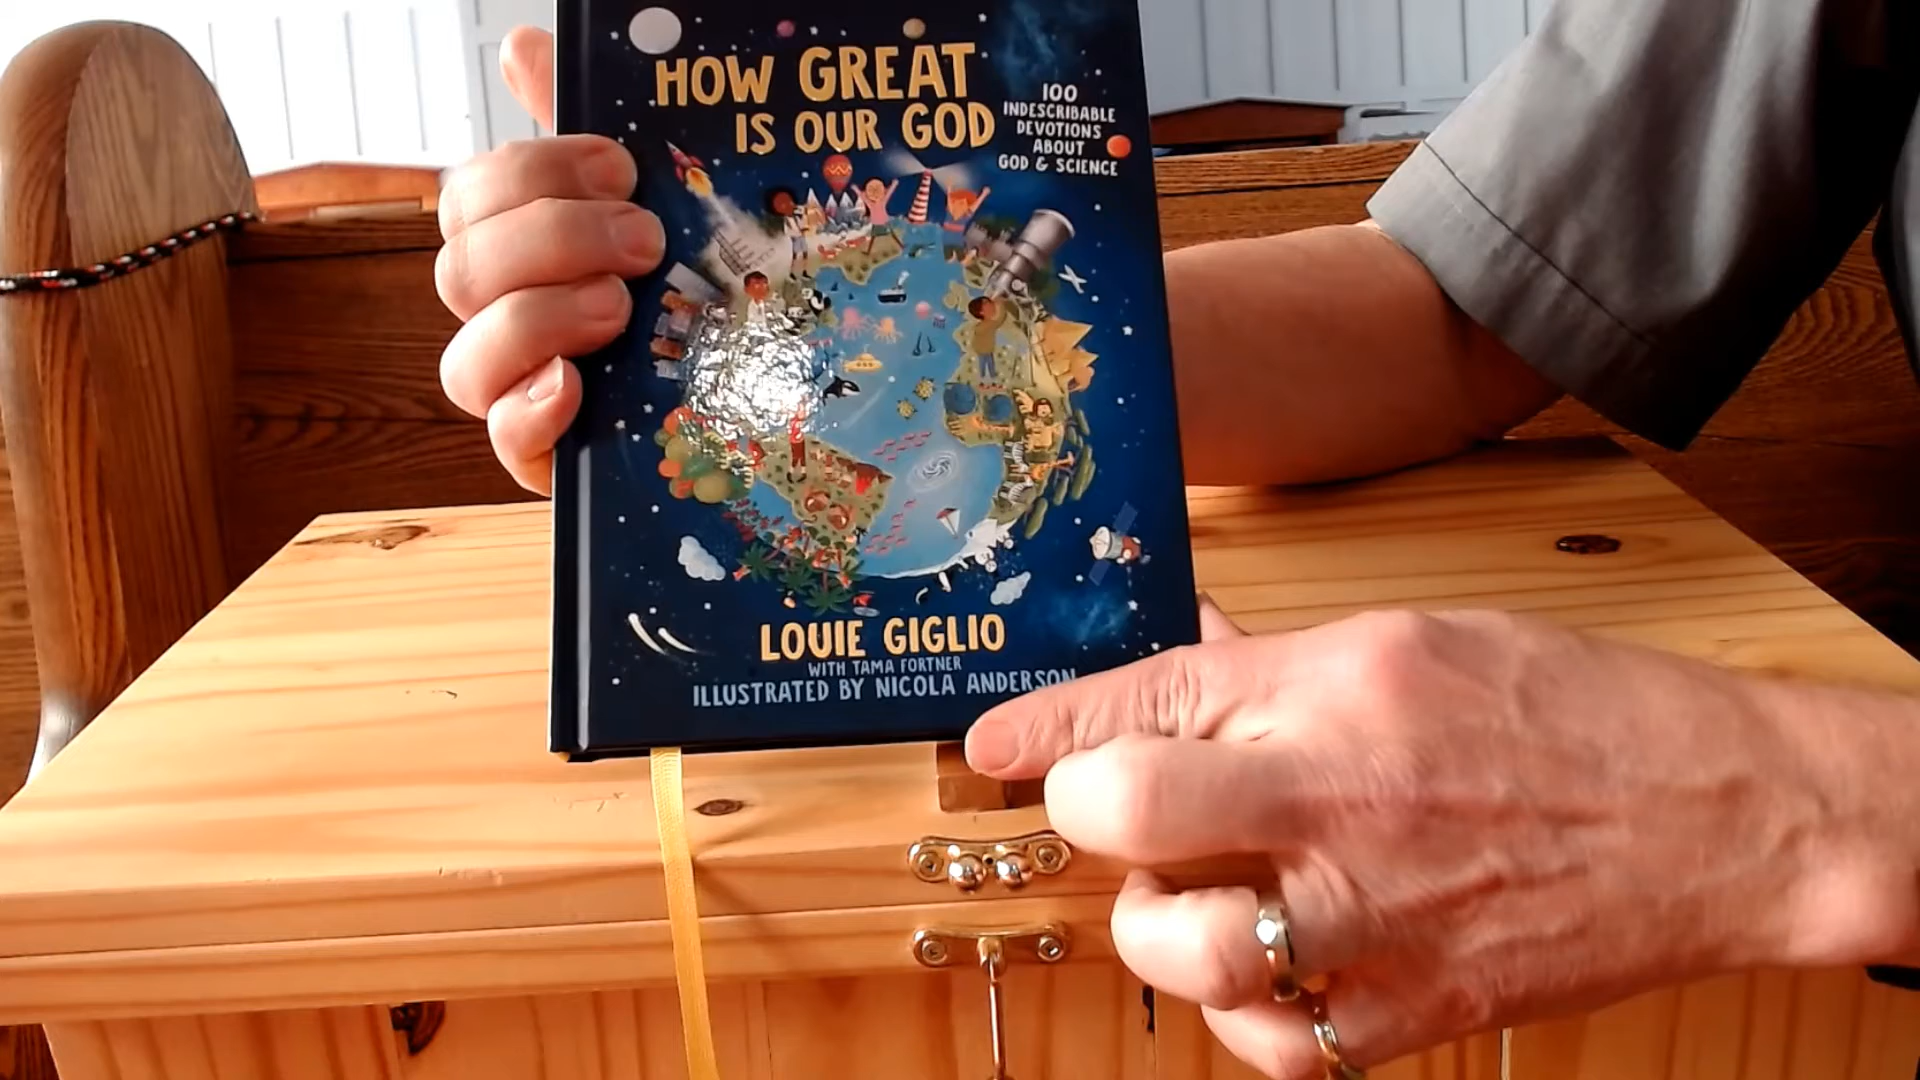 HOW GREAT
IS OUR GOD
100
INDESCRIBABLE
DEVOTIONS
ABOUT
GOD & SCIENCE
LOUIE GIGLIO
WITH TAMA FORTNER
ILLUSTRATED BY NICOLA ANDERSON